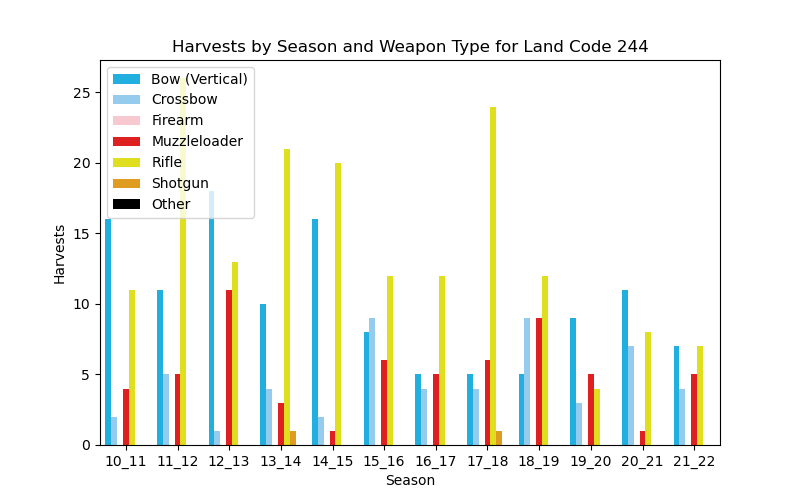 Harvests by Season and Weapon Type for Land Code 244
Bow (Vertical)
Crossbow
Firearm
Muzzleloader
Rifle
Shotgun
Other
25
20
15
10
5
0
Harvests
10_11 11_12 12_13 13_14 14_15 15_16 16_17 17_18 18_19 19_20 20_21 21_22
Season